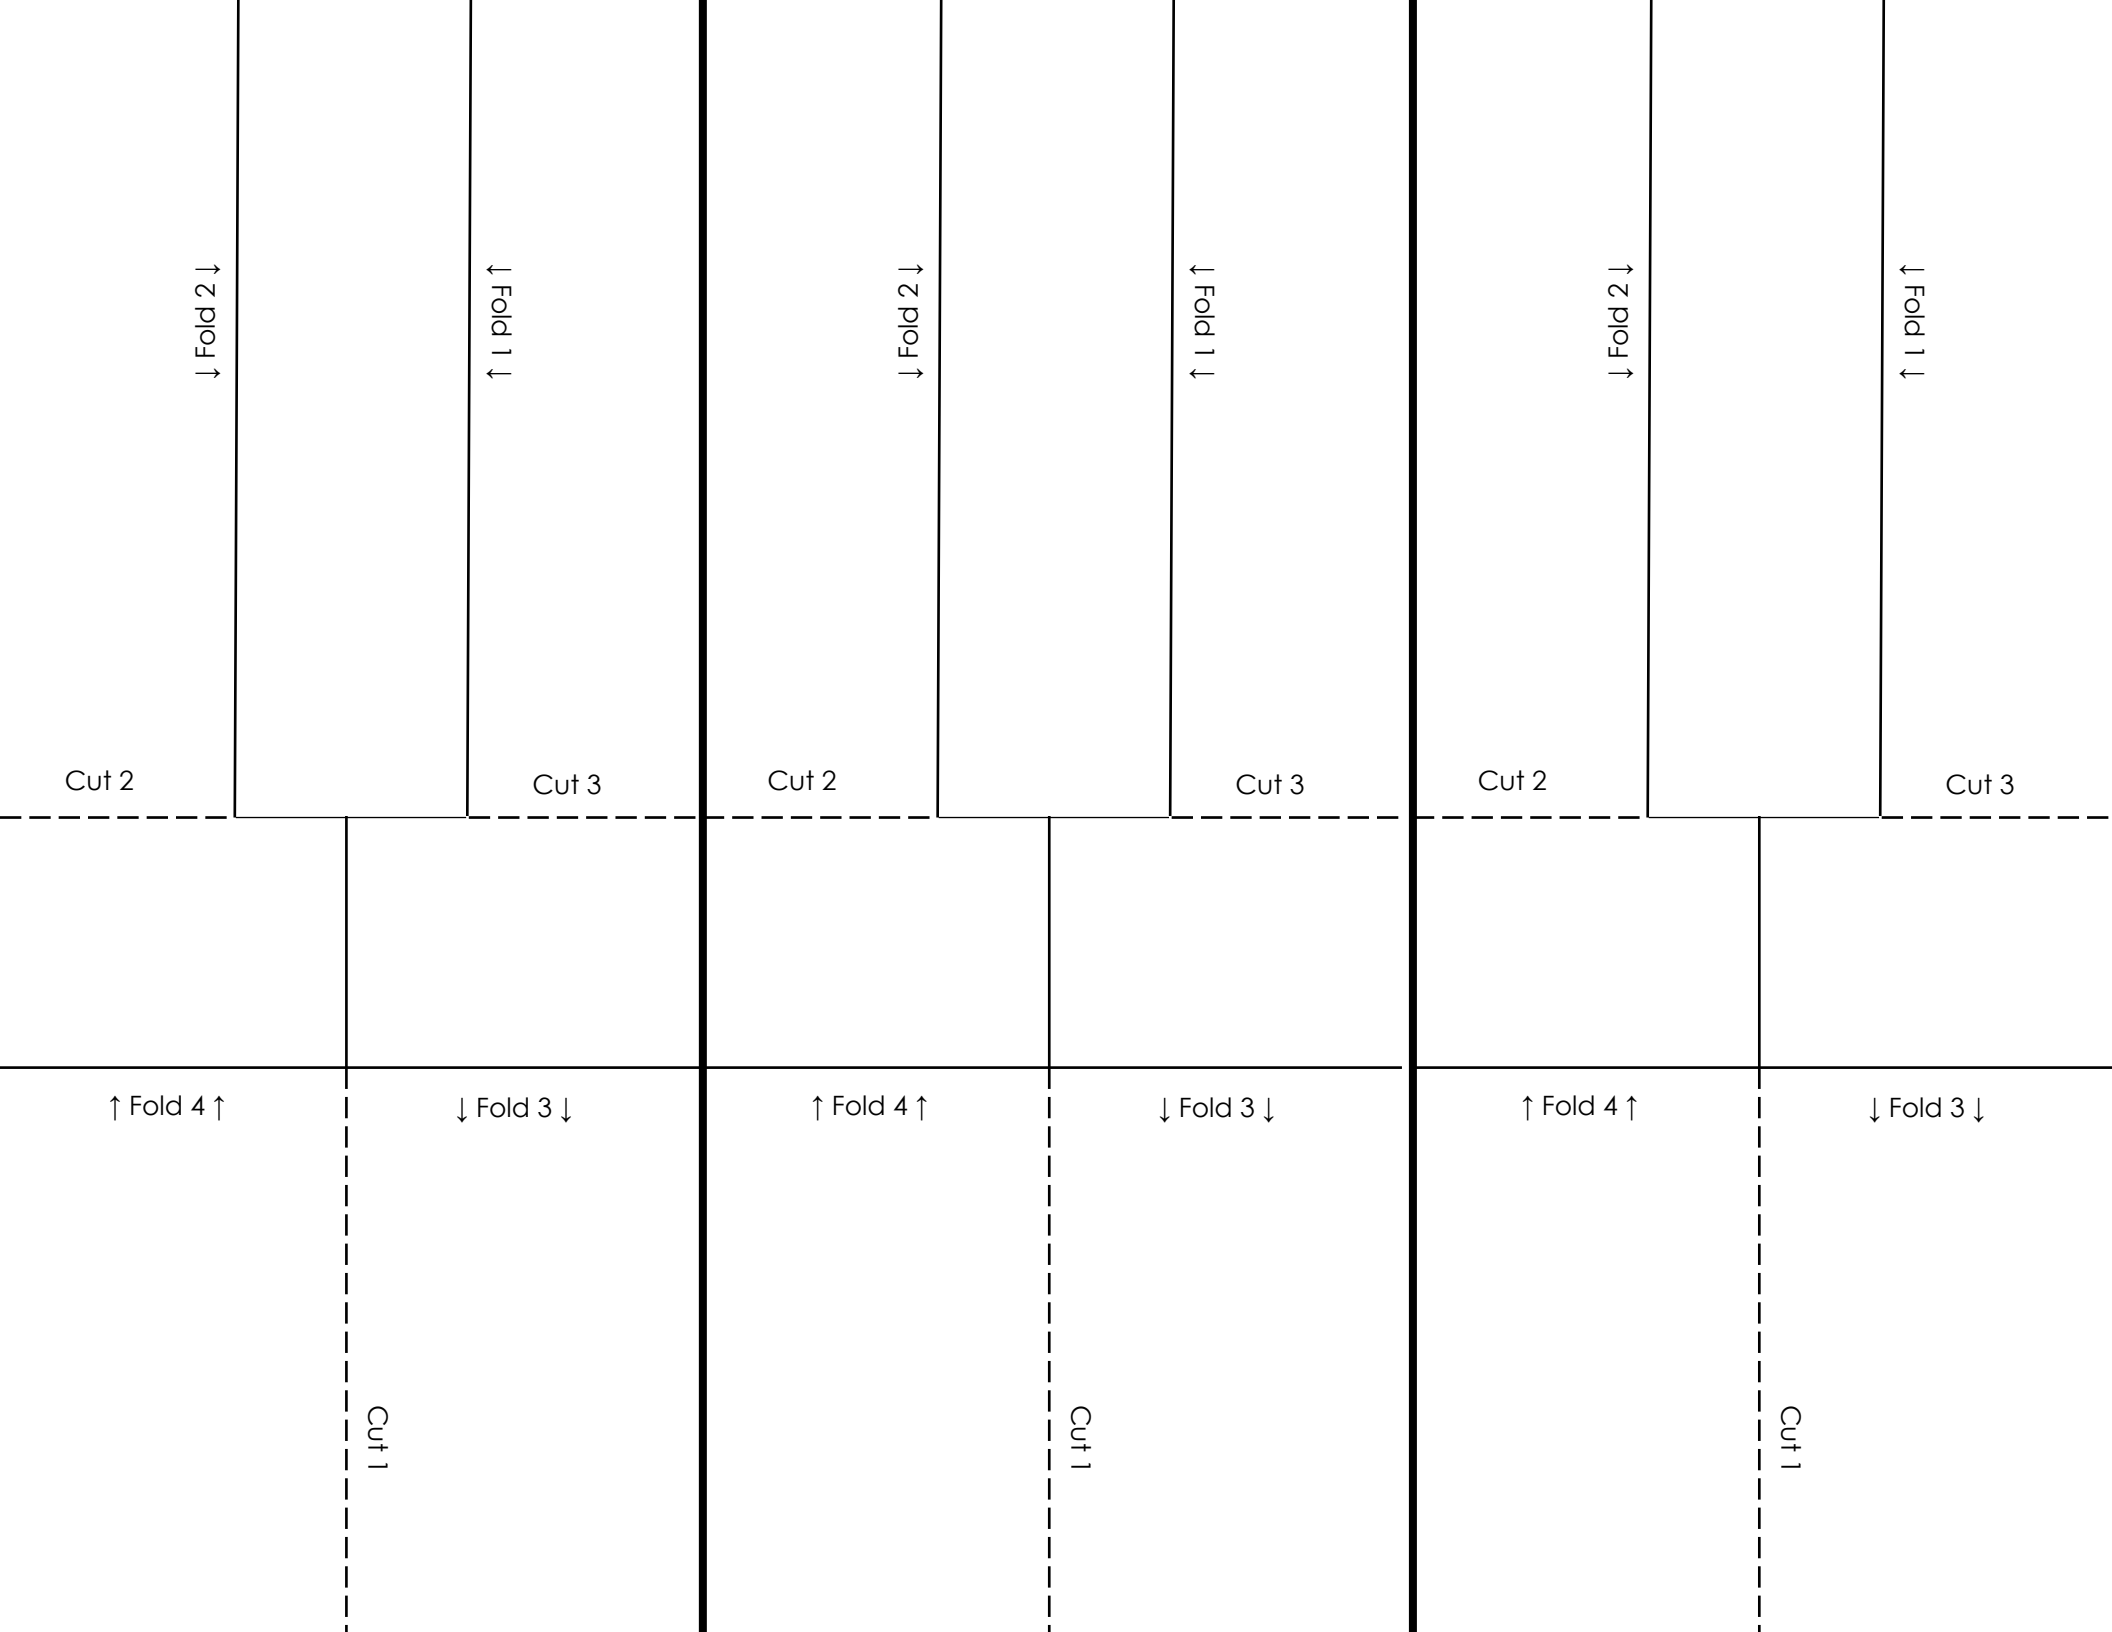 ← Fold 2 ←
← Fold 1 ←
← Fold 2 ←
← Fold 1 ←
← Fold 2 ←
← Fold 1 ←
Cut 2
Cut 3
Cut 2
Cut 3
Cut 2
Cut 3
↑ Fold 4 ↑
↓ Fold 3 ↓
↑ Fold 4 ↑
↓ Fold 3 ↓
↑ Fold 4 ↑
↓ Fold 3 ↓
Cut 1
Cut 1
Cut 1